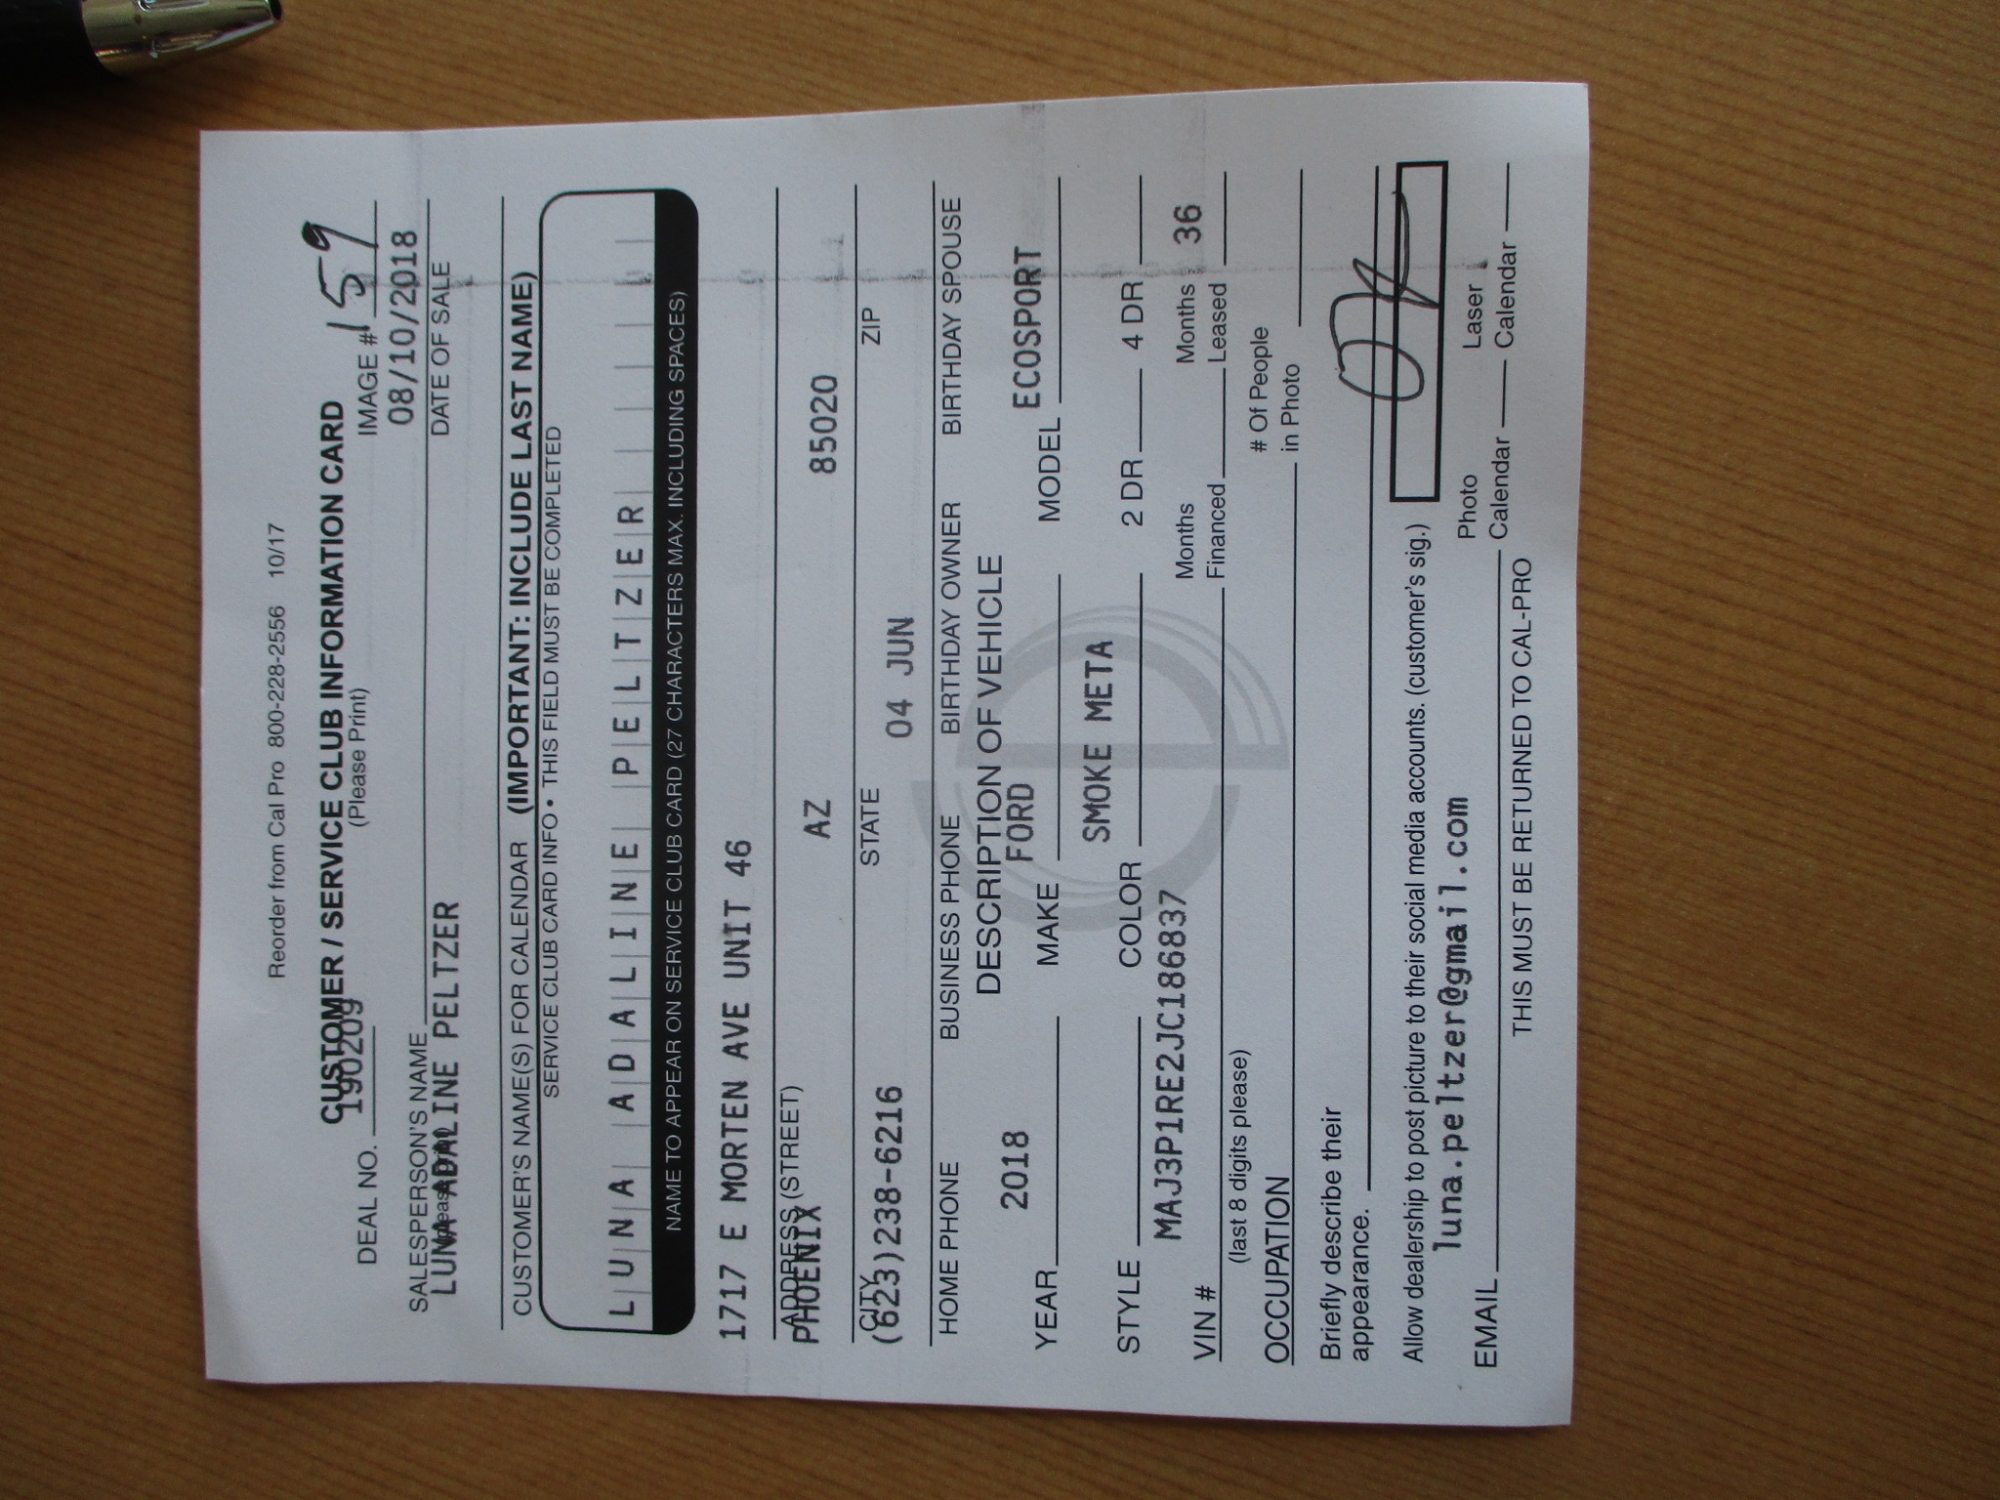 Reorder from Cal Pro 800-228-2556 10/17
CUSTOMER / SERVICE CLUB INFORMATION CARD
(Please Print)
DEAL NO. 190209 IMAGE # 159
08/10/2018
SALESPERSON'S NAME DATE OF SALE
LUNA ADALINE PELTZER
CUSTOMER'S NAME(S) FOR CALENDAR (IMPORTANT: INCLUDE LAST NAME)
SERVICE CLUB CARD INFO • THIS FIELD MUST BE COMPLETED
LUNA ADALINE PELTZER
NAME TO APPEAR ON SERVICE CLUB CARD (27 CHARACTERS MAX. INCLUDING SPACES)
1717 E MORTEN AVE UNIT 46
ADDRESS (STREET)
PHOENIX AZ 85020
CITY STATE ZIP
(623)238-6216 04 JUN
HOME PHONE BUSINESS PHONE BIRTHDAY OWNER BIRTHDAY SPOUSE
DESCRIPTION OF VEHICLE
2018 FORD ECOSPORT
YEAR MAKE MODEL
SMOKE META
STYLE COLOR 2 DR 4 DR
MAJ3P1RE2JC186837
VIN # Months Financed Months Leased 36
(last 8 digits please)
OCCUPATION # Of People in Photo
Briefly describe their
appearance.
Allow dealership to post picture to their social media accounts. (customer's sig.)
luna.peltzer@gmail.com
EMAIL Photo Calendar Laser Calendar
THIS MUST BE RETURNED TO CAL-PRO